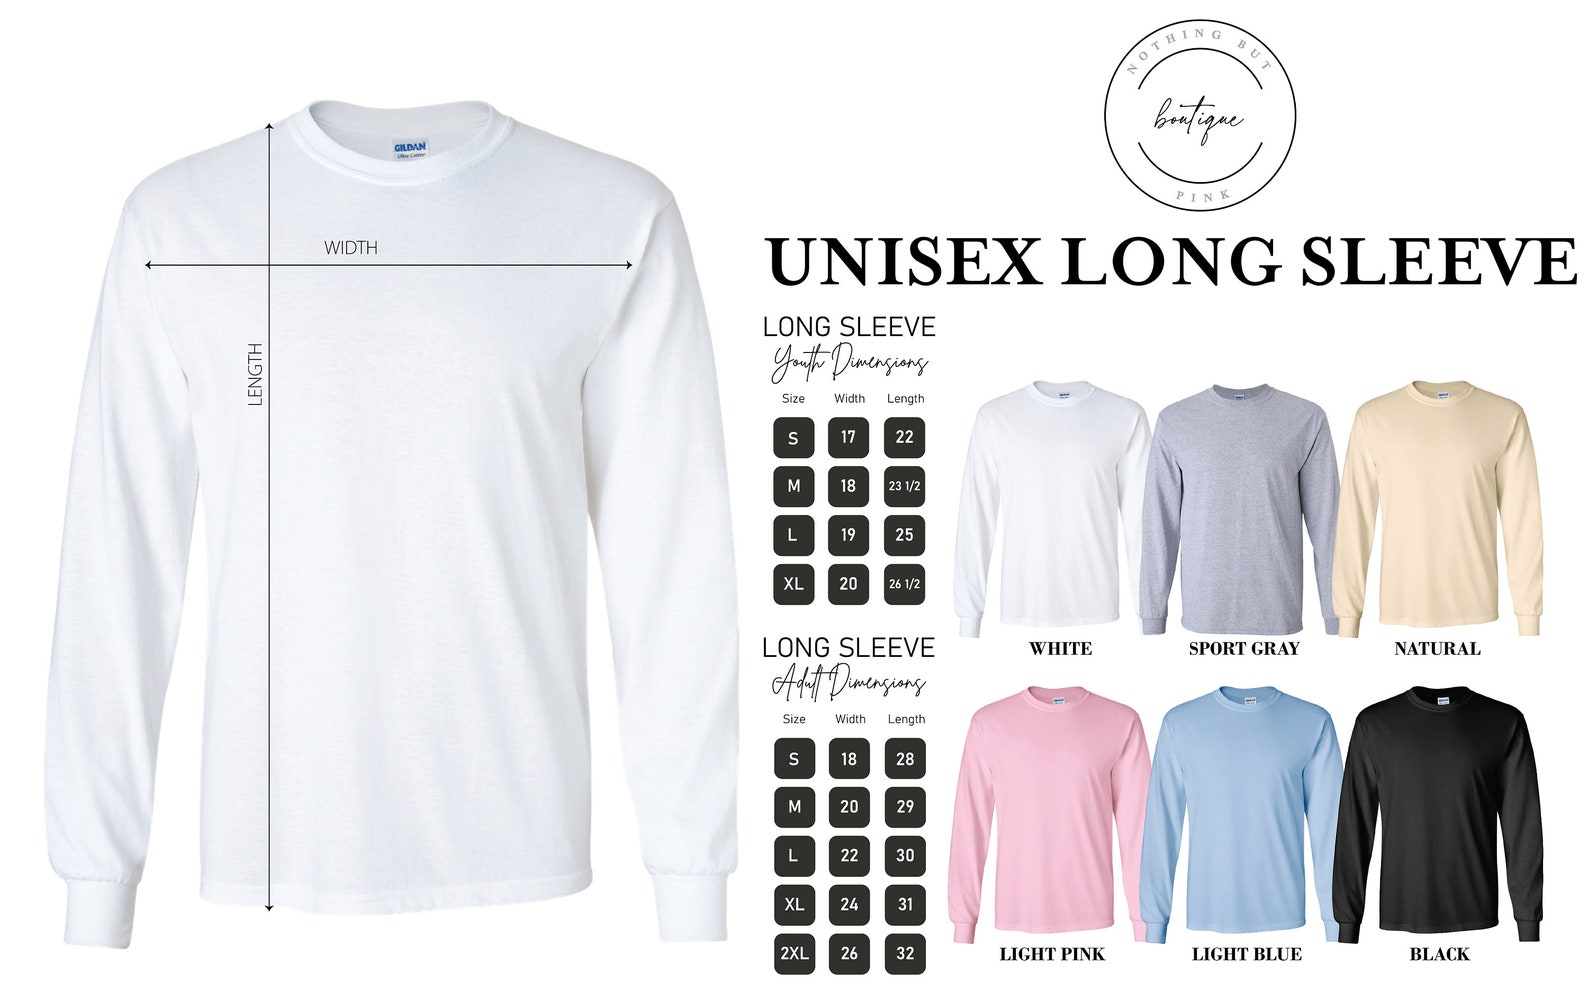 GILDAN
Ultra Cotton
WIDTH
LENGTH
NOTHING BUT
boutique
PINK
UNISEX LONG SLEEVE
LONG SLEEVE
Youth Dimensions
Size Width Length
S 17 22
M 18 23 1/2
L 19 25
XL 20 26 1/2
LONG SLEEVE
Adult Dimensions
Size Width Length
S 18 28
M 20 29
L 22 30
XL 24 31
2XL 26 32
WHITE SPORT GRAY NATURAL
LIGHT PINK LIGHT BLUE BLACK